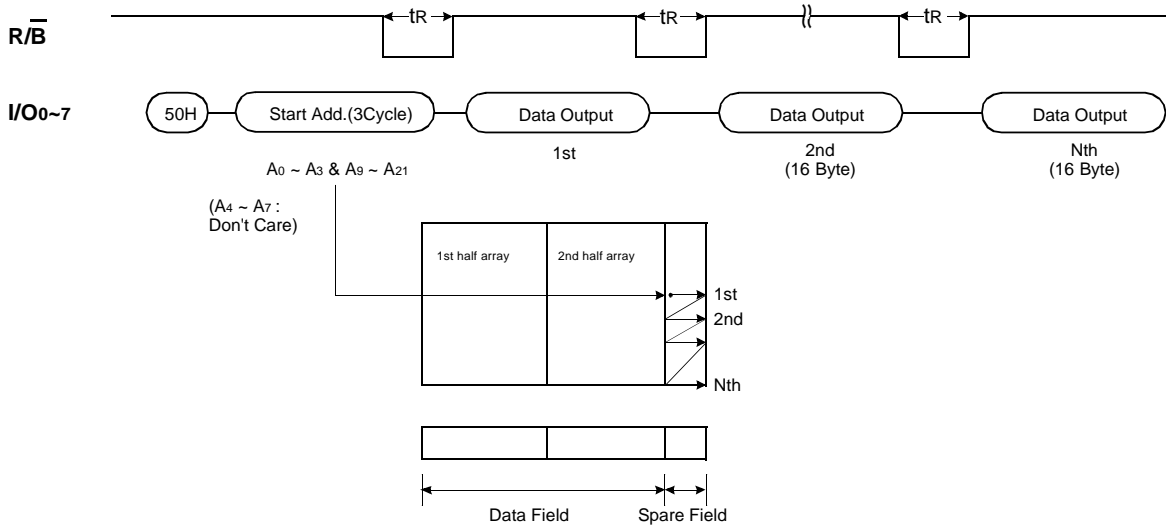 tR tR tR
R/B
I/O0~7
50H Start Add.(3Cycle) Data Output Data Output Data Output
1st 2nd Nth
(16 Byte) (16 Byte)
A0 ~ A3 & A9 ~ A21
(A4 ~ A7 :
Don't Care)
1st half array 2nd half array
1st
2nd
Nth
Data Field Spare Field